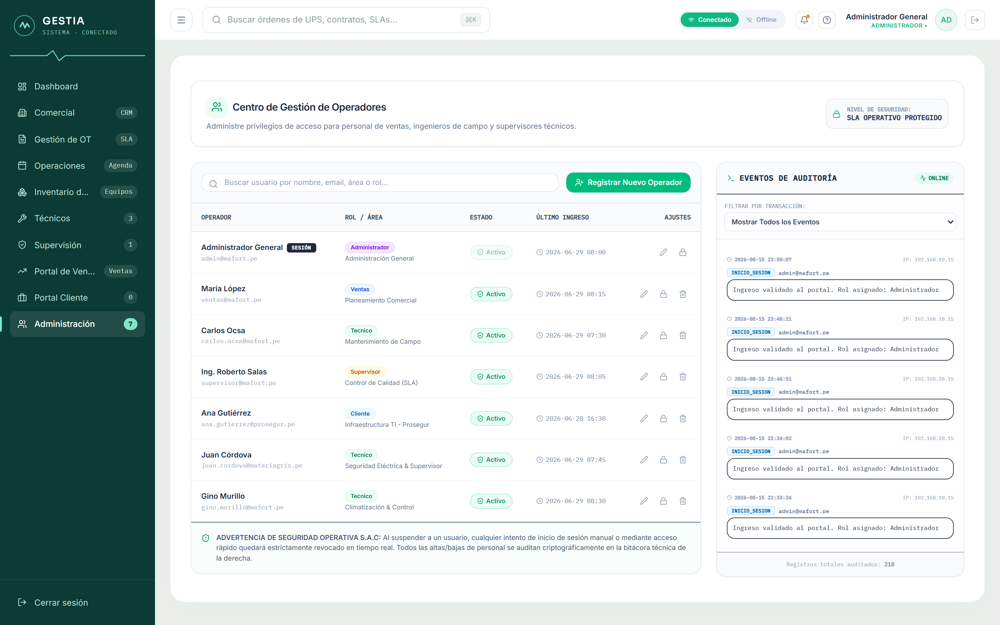 GESTIA
SISTEMA · CONECTADO
Dashboard
Comercial CRM
Gestión de OT SLA
Operaciones Agenda
Inventario d... Equipos
Técnicos 3
Supervisión 1
Portal de Ven... Ventas
Portal Cliente 0
Administración 7
Cerrar sesión
Buscar órdenes de UPS, contratos, SLAs... ⌘K
Conectado Offline
Administrador General
ADMINISTRADOR •
AD
Centro de Gestión de Operadores
Administre privilegios de acceso para personal de ventas, ingenieros de campo y supervisores técnicos.
NIVEL DE SEGURIDAD:
SLA OPERATIVO PROTEGIDO
Buscar usuario por nombre, email, área o rol...
Registrar Nuevo Operador
OPERADOR ROL / ÁREA ESTADO ÚLTIMO INGRESO AJUSTES
Administrador General SESIÓN Administrador
admin@mafort.pe Administración General Activo 2026-06-29 08:00
María López Ventas
ventas@mafort.pe Planeamiento Comercial Activo 2026-06-29 08:15
Carlos Ocsa Tecnico
carlos.ocsa@mafort.pe Mantenimiento de Campo Activo 2026-06-29 07:30
Ing. Roberto Salas Supervisor
supervisor@mafort.pe Control de Calidad (SLA) Activo 2026-06-29 08:05
Ana Gutiérrez Cliente
ana.gutierrez@prosegur.pe Infraestructura TI - Prosegur Activo 2026-06-28 16:30
Juan Córdova Tecnico
juan.cordova@materiagris.pe Seguridad Eléctrica & Supervisor Activo 2026-06-29 07:45
Gino Murillo Tecnico
gino.murillo@mafort.pe Climatización & Control Activo 2026-06-29 08:30
ADVERTENCIA DE SEGURIDAD OPERATIVA S.A.C: Al suspender a un usuario, cualquier intento de inicio de sesión manual o mediante acceso
rápido quedará estrictamente revocado en tiempo real. Todos las altas/bajas de personal se auditan criptográficamente en la bitácora técnica de
la derecha.
EVENTOS DE AUDITORÍA ONLINE
FILTRAR POR TRANSACCIÓN:
Mostrar Todos los Eventos
2026-08-15 23:50:07 IP: 192.168.10.15
INICIO_SESION admin@mafort.pe
Ingreso validado al portal. Rol asignado: Administrador
2026-08-15 23:48:21 IP: 192.168.10.15
INICIO_SESION admin@mafort.pe
Ingreso validado al portal. Rol asignado: Administrador
2026-08-15 23:46:51 IP: 192.168.10.15
INICIO_SESION admin@mafort.pe
Ingreso validado al portal. Rol asignado: Administrador
2026-08-15 22:34:02 IP: 192.168.10.15
INICIO_SESION admin@mafort.pe
Ingreso validado al portal. Rol asignado: Administrador
2026-08-15 22:33:34 IP: 192.168.10.15
INICIO_SESION admin@mafort.pe
Ingreso validado al portal. Rol asignado: Administrador
Registros totales auditados: 218